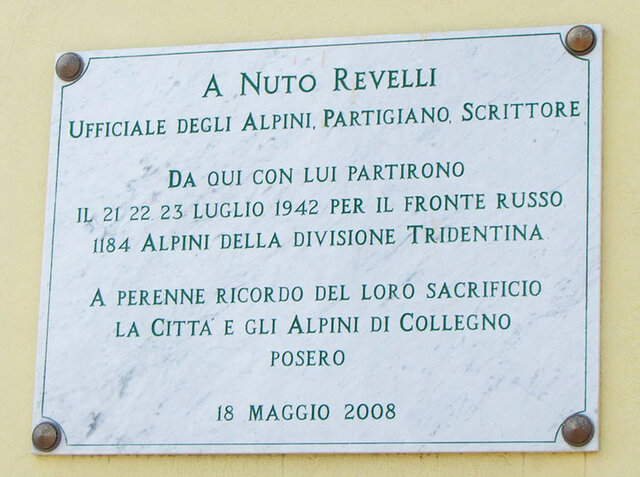 A Nuto Revelli
Ufficiale degli Alpini, Partigiano, Scrittore
Da qui con lui partirono
il 21 22 23 luglio 1942 per il fronte russo
1184 Alpini della divisione Tridentina
A perenne ricordo del loro sacrificio
la Città e gli Alpini di Collegno
posero
18 maggio 2008